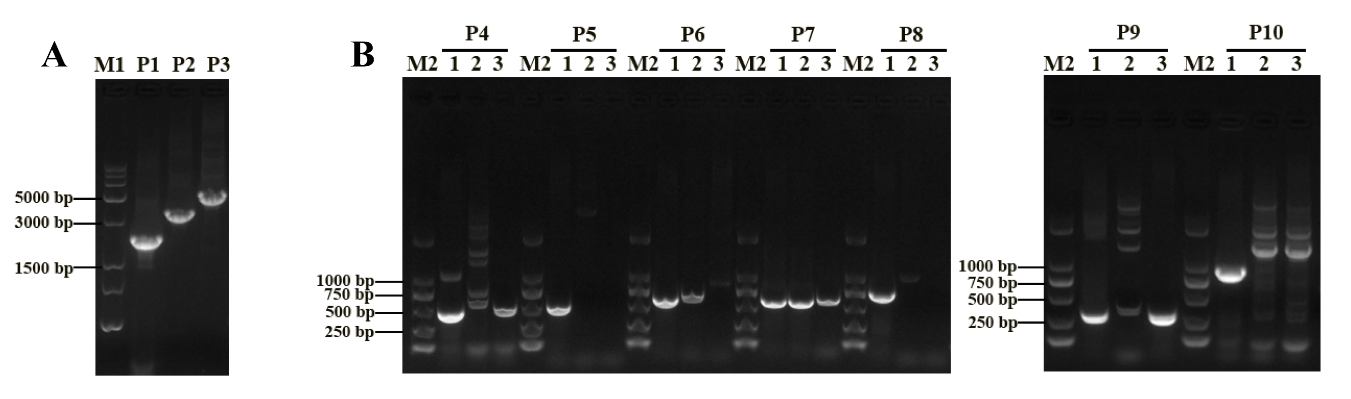 A
M1 P1 P2 P3
5000 bp
3000 bp
1500 bp
B
P4 P5 P6 P7 P8
M2 1 2 3 M2 1 2 3 M2 1 2 3 M2 1 2 3 M2 1 2 3
1000 bp
750 bp
500 bp
250 bp
P9 P10
M2 1 2 3 M2 1 2 3
1000 bp
750 bp
500 bp
250 bp